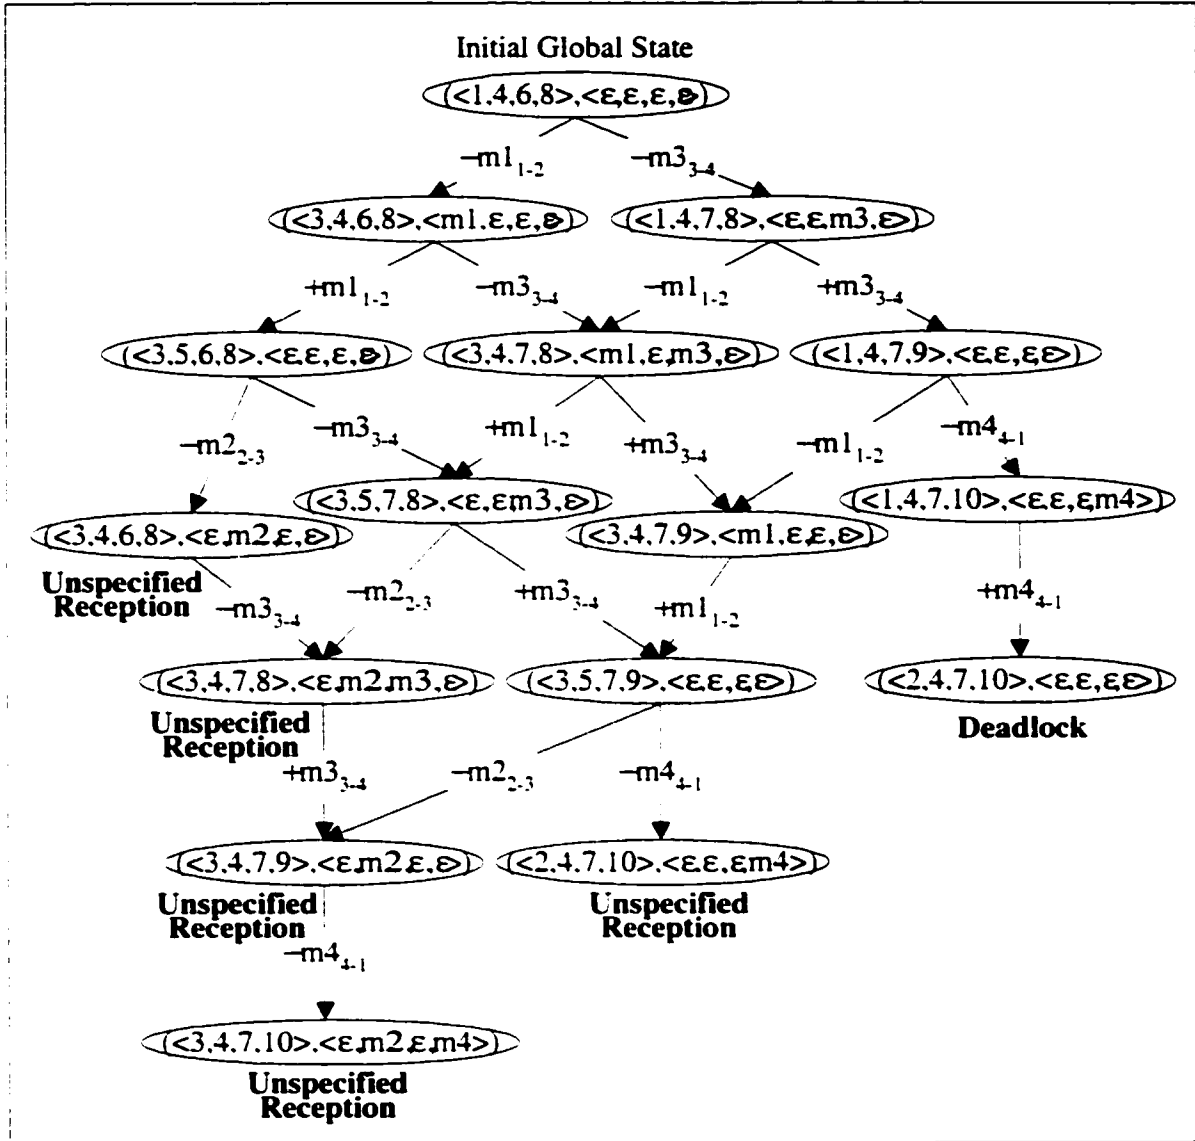 Initial Global State
(<1,4,6,8>,<ε,ε,ε,ε>)
−m1₁₋₂ −m3₃₋₄
(<3,4,6,8>,<m1,ε,ε,ε>) (<1,4,7,8>,<ε,ε,m3,ε>)
+m1₁₋₂ −m3₃₋₄ −m1₁₋₂ +m3₃₋₄
(<3,5,6,8>,<ε,ε,ε,ε>) (<3,4,7,8>,<m1,ε,m3,ε>) (<1,4,7,9>,<ε,ε,ε,ε>)
−m2₂₋₃ −m3₃₋₄ +m1₁₋₂ +m3₃₋₄ −m1₁₋₂ −m4₄₋₁
(<3,5,7,8>,<ε,ε,m3,ε>) (<1,4,7,10>,<ε,ε,ε,m4>)
(<3,4,6,8>,<ε,m2,ε,ε>) (<3,4,7,9>,<m1,ε,ε,ε>)
Unspecified
Reception
−m3₃₋₄ −m2₂₋₃ +m3₃₋₄ +m1₁₋₂ +m4₄₋₁
(<3,4,7,8>,<ε,m2,m3,ε>) (<3,5,7,9>,<ε,ε,ε,ε>) (<2,4,7,10>,<ε,ε,ε,ε>)
Unspecified
Reception
Deadlock
+m3₃₋₄ −m2₂₋₃ −m4₄₋₁
(<3,4,7,9>,<ε,m2,ε,ε>) (<2,4,7,10>,<ε,ε,ε,m4>)
Unspecified
Reception
Unspecified
Reception
−m4₄₋₁
(<3,4,7,10>,<ε,m2,ε,m4>)
Unspecified
Reception